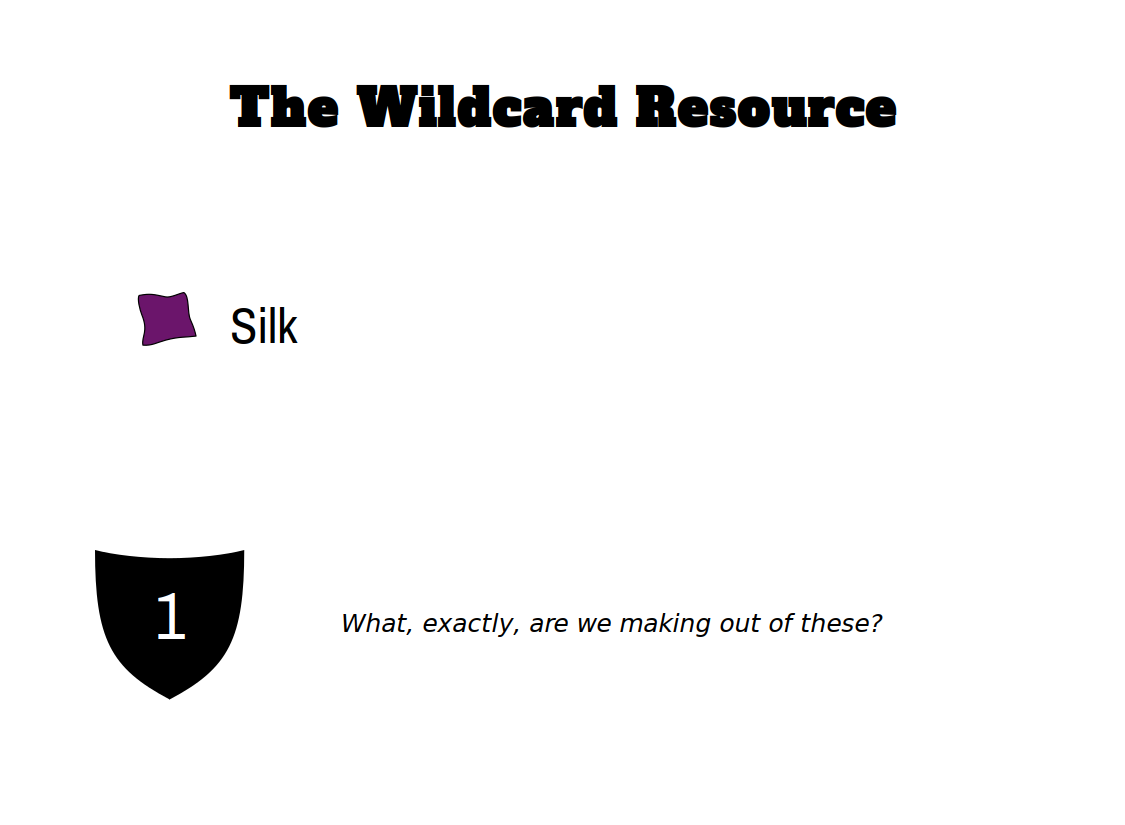 The Wildcard Resource
Silk
1
What, exactly, are we making out of these?